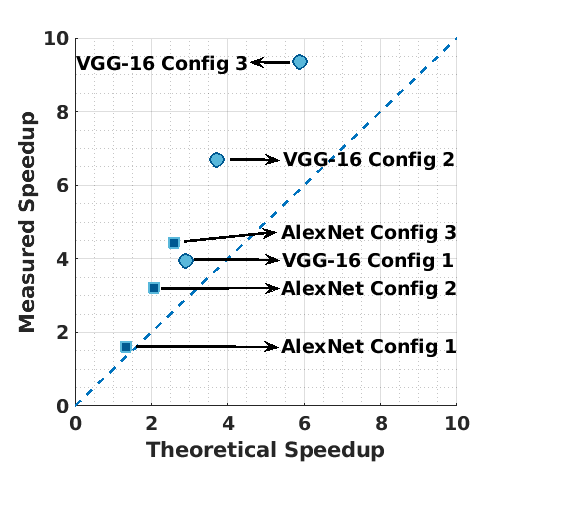 10
VGG-16 Config 3
8
VGG-16 Config 2
6
AlexNet Config 3
4
VGG-16 Config 1
AlexNet Config 2
2
AlexNet Config 1
0
Measured Speedup
0 2 4 6 8 10
Theoretical Speedup